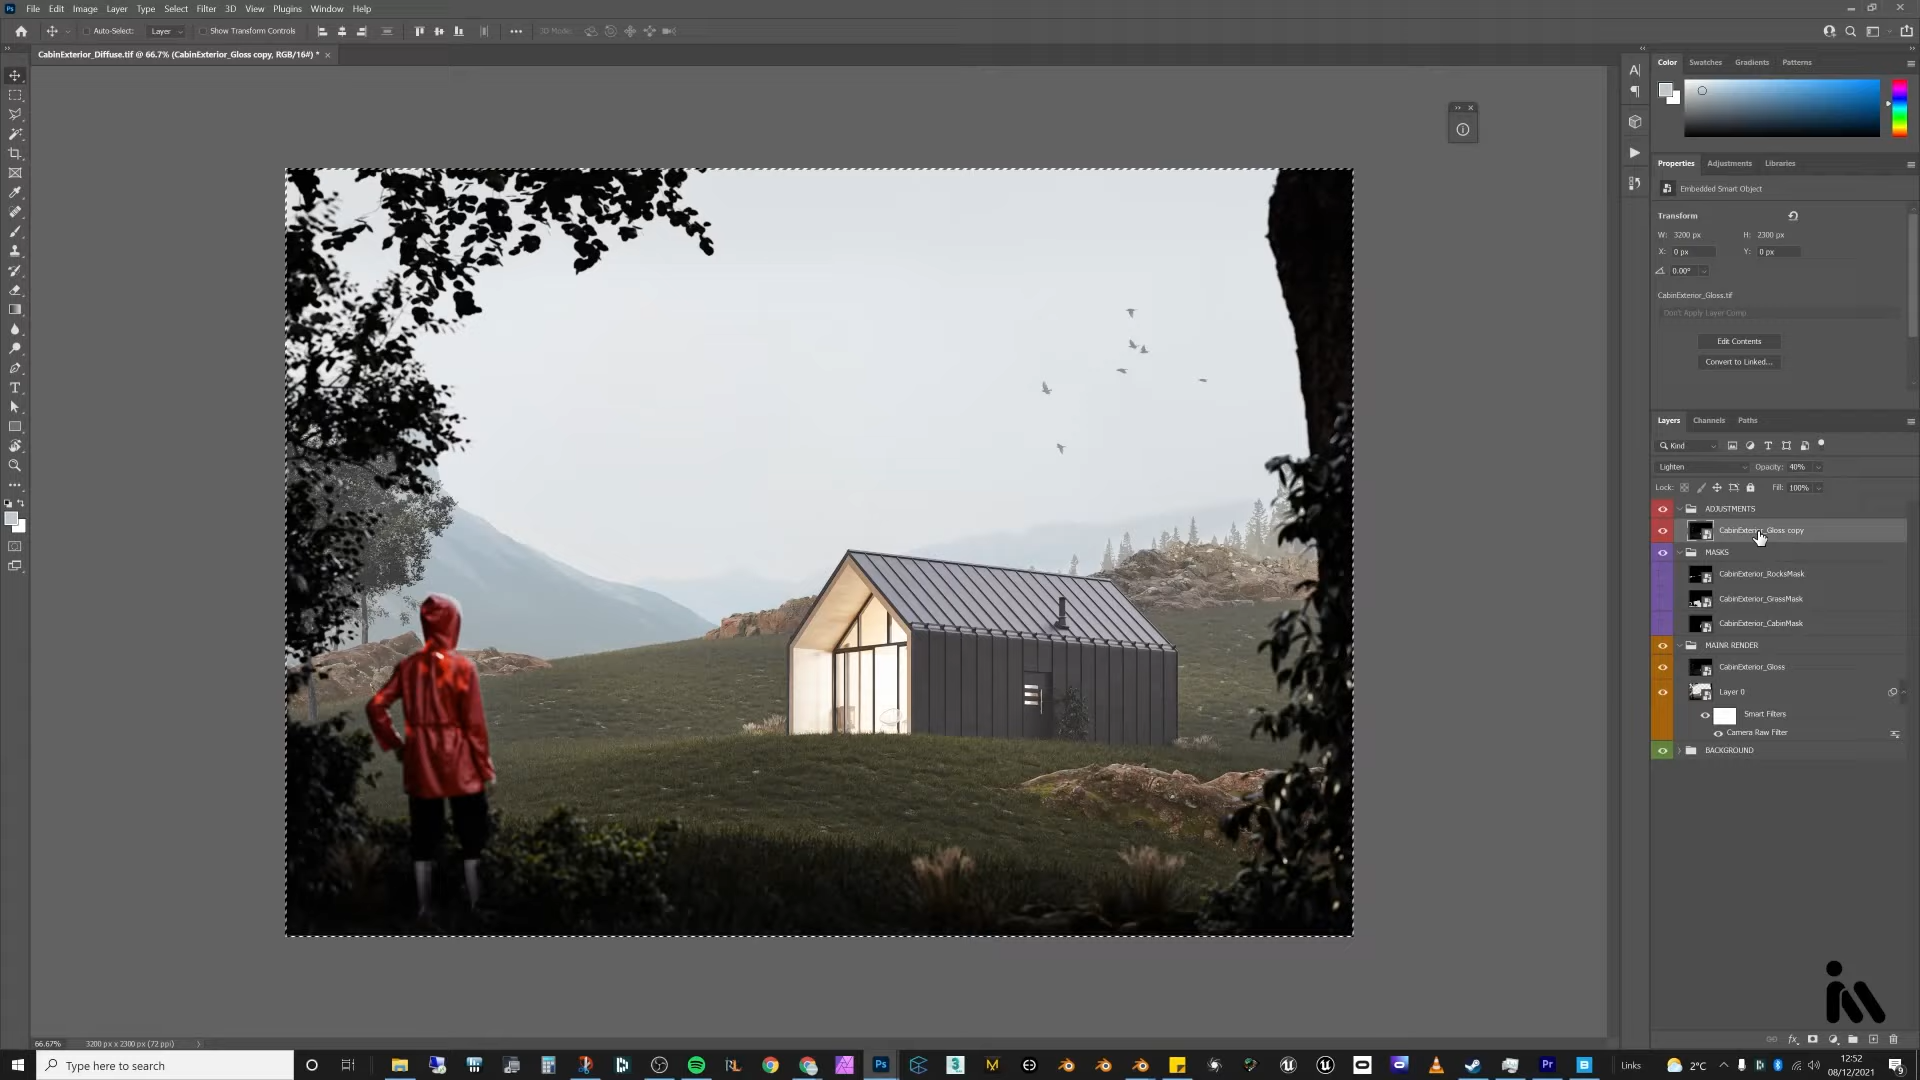 Ps File Edit Image Layer Type Select Filter 3D View Plugins Window Help
Auto-Select: Layer Show Transform Controls 3D Mode:
CabinExterior_Diffuse.tif @ 66.7% (CabinExterior_Gloss copy, RGB/16#) *
Color Swatches Gradients Patterns
Properties Adjustments Libraries
Embedded Smart Object
Transform
W: 3200 px H: 2300 px
X: 0 px Y: 0 px
0.00°
CabinExterior_Gloss.tif
Don't Apply Layer Comp
Edit Contents
Convert to Linked...
Layers Channels Paths
Kind
Lighten Opacity: 40%
Lock: Fill: 100%
ADJUSTMENTS
CabinExterior_Gloss copy
MASKS
CabinExterior_RocksMask
CabinExterior_GrassMask
CabinExterior_CabinMask
MAINR RENDER
CabinExterior_Gloss
Layer 0
Smart Filters
Camera Raw Filter
BACKGROUND
66.67% 3200 px x 2300 px (72 ppi)
Type here to search
Links 2°C
12:52
08/12/2021